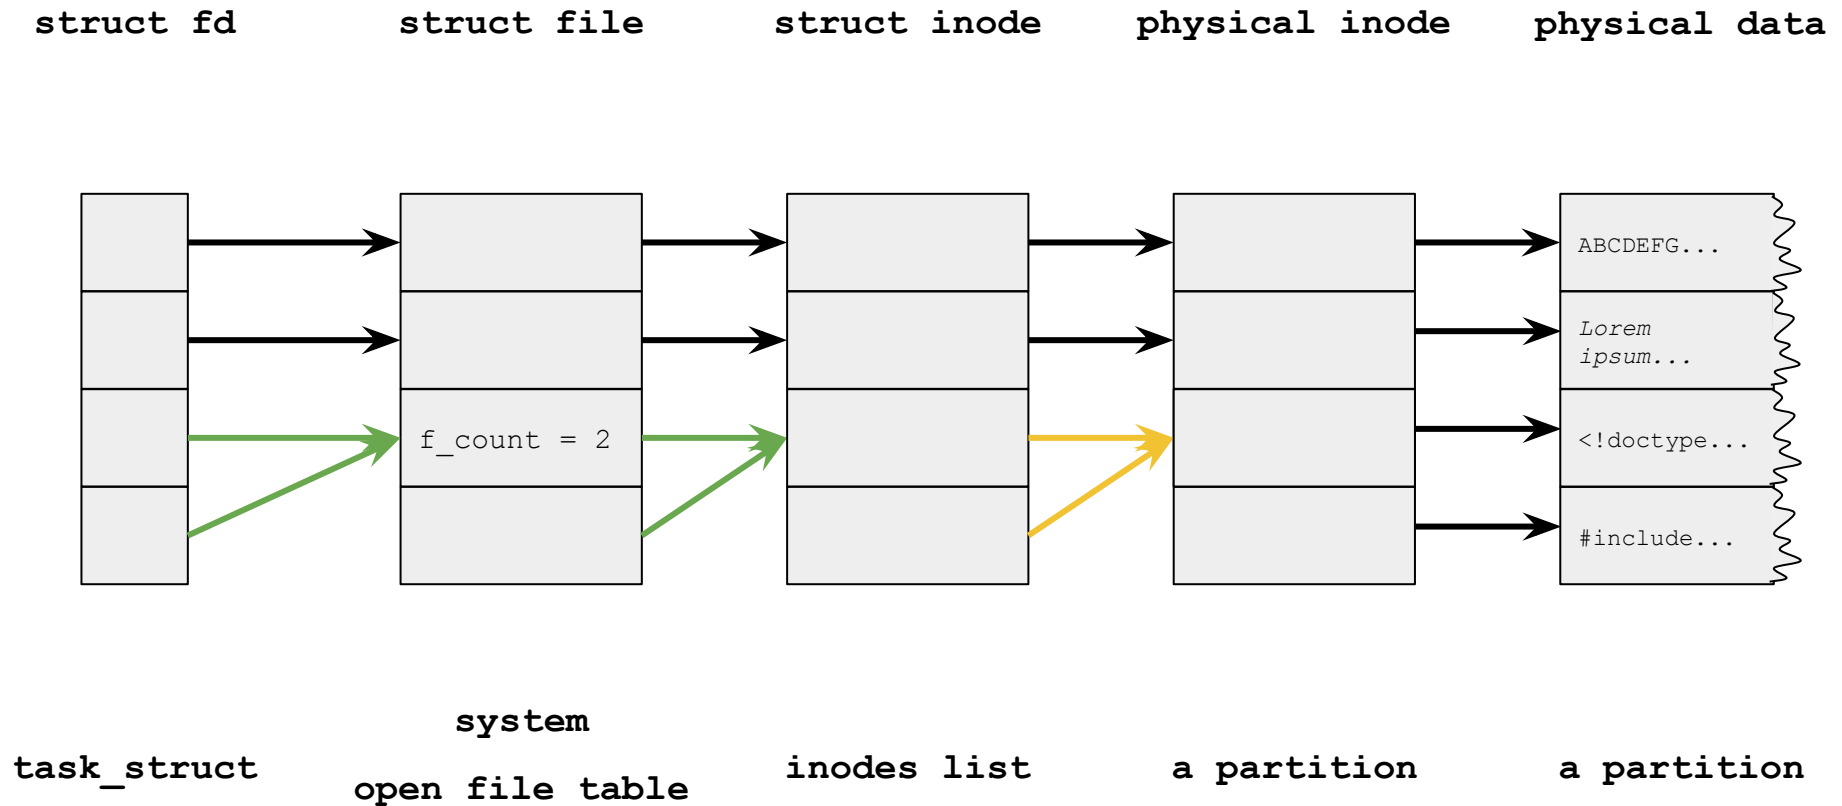 struct fd
struct file
struct inode
physical inode
physical data
ABCDEFG...
Lorem
ipsum...
f_count = 2
<!doctype...
#include...
system
task_struct
open file table
inodes list
a partition
a partition